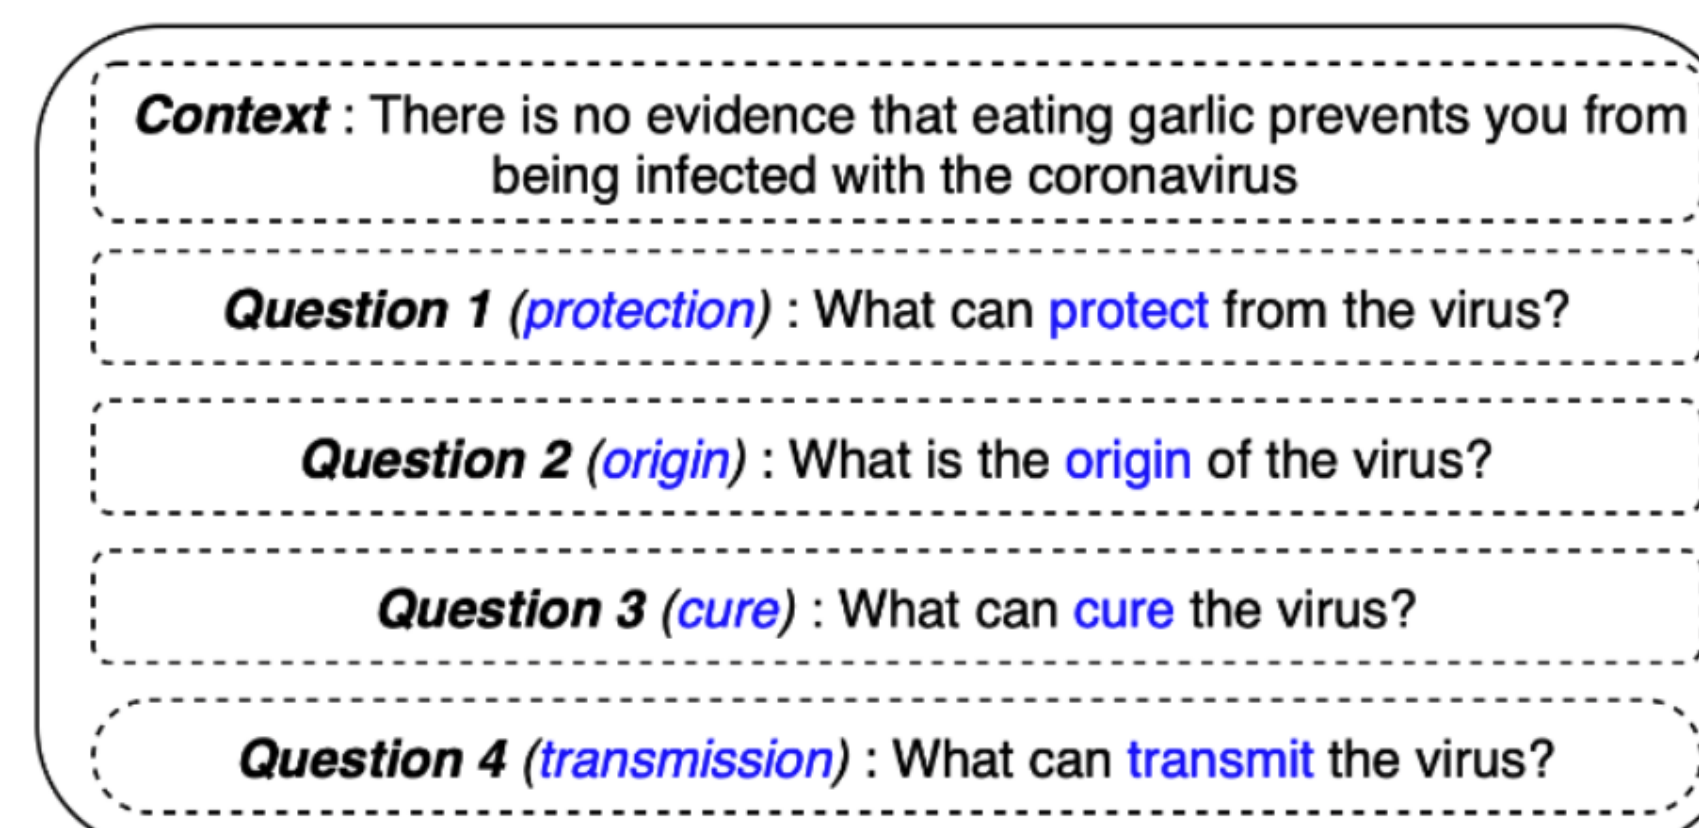 Context : There is no evidence that eating garlic prevents you from
being infected with the coronavirus
Question 1 (protection) : What can protect from the virus?
Question 2 (origin) : What is the origin of the virus?
Question 3 (cure) : What can cure the virus?
Question 4 (transmission) : What can transmit the virus?